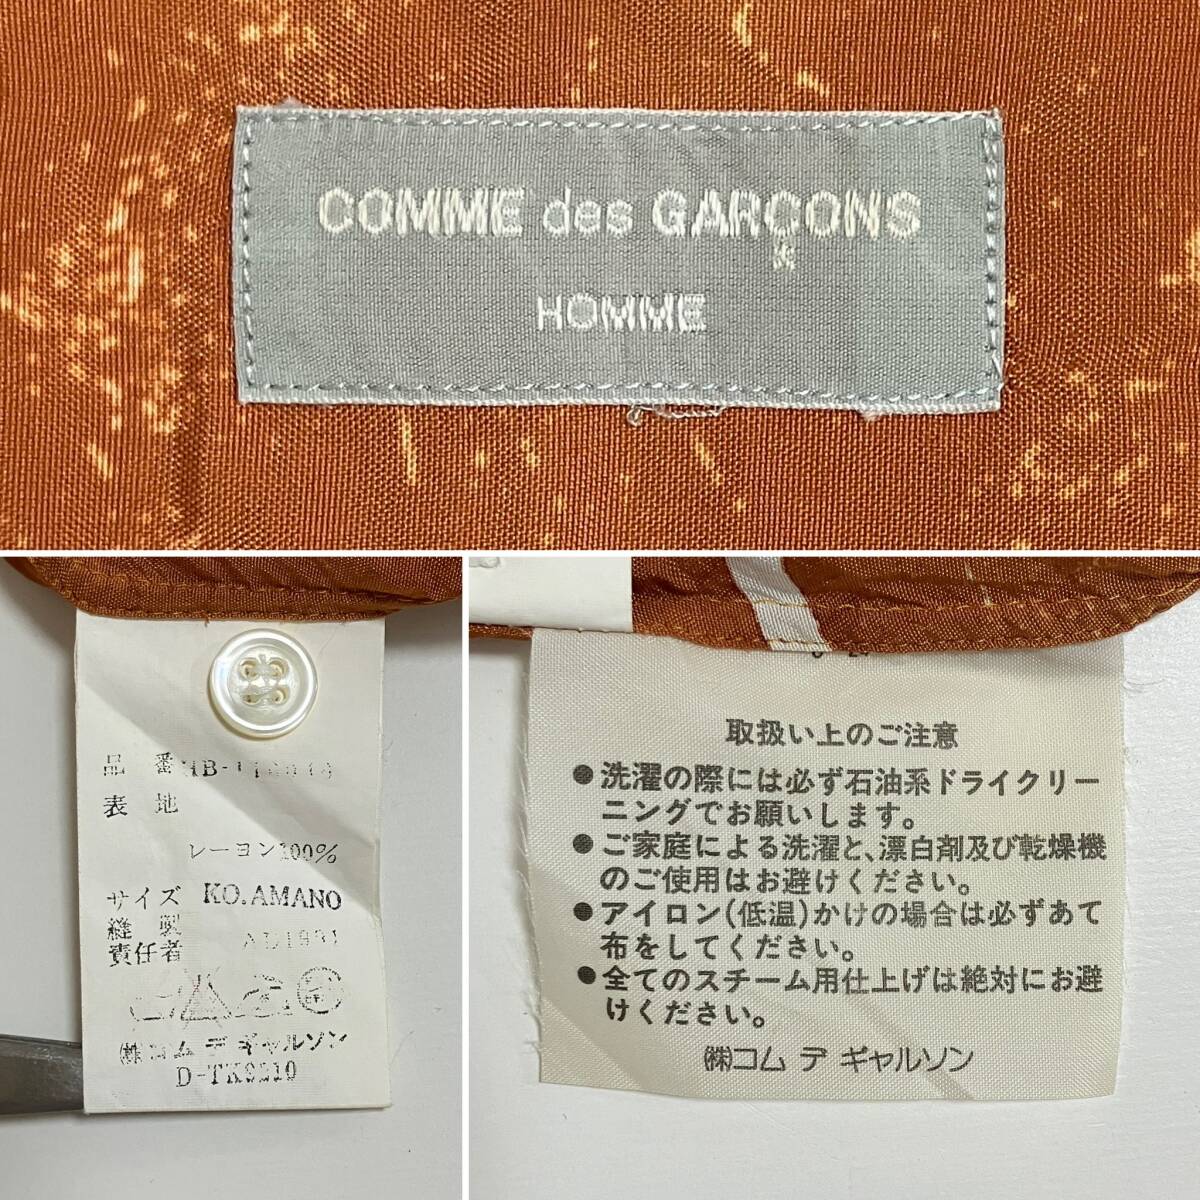 COMME des GARÇONS
HOMME
品 番
表 地
レーヨン100%
サイズ KO.AMANO
縫 製
責任者 AD1991
㈱コム デ ギャルソン
D-TK9210
取扱い上のご注意
●洗濯の際には必ず石油系ドライクリー
ニングでお願いします。
●ご家庭による洗濯と、漂白剤及び乾燥機
のご使用はお避けください。
●アイロン(低温)かけの場合は必ずあて
布をしてください。
●全てのスチーム用仕上げは絶対にお避
けください。
㈱コム デ ギャルソン